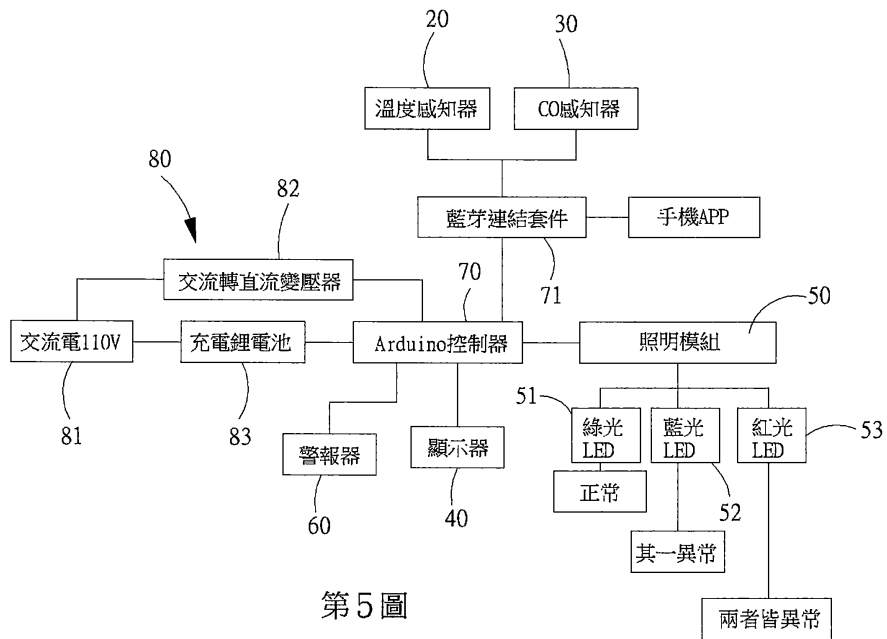 20
30
溫度感知器
CO感知器
80
82
藍芽連結套件
手機APP
71
交流轉直流變壓器
70
50
交流電110V
充電鋰電池
Arduino控制器
照明模組
81
83
51
綠光
LED
藍光
LED
紅光
LED
53
警報器
顯示器
60
40
正常
52
其一異常
兩者皆異常
第5圖